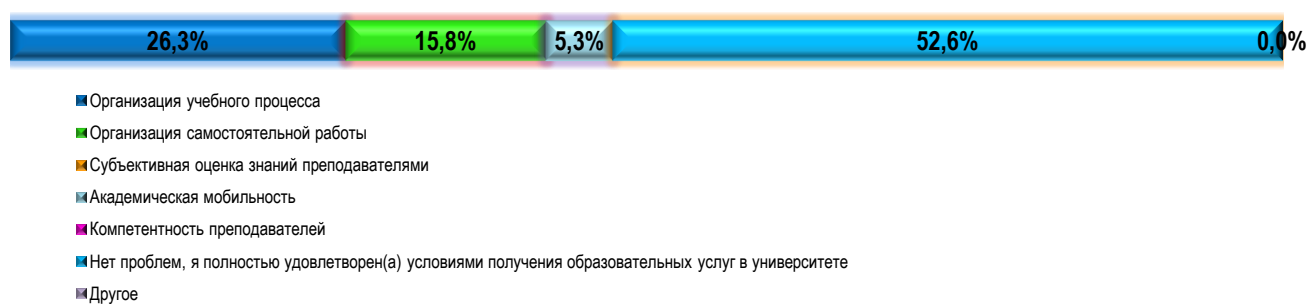 26,3% 15,8% 5,3% 52,6% 0,0%
Организация учебного процесса
Организация самостоятельной работы
Субъективная оценка знаний преподавателями
Академическая мобильность
Компетентность преподавателей
Нет проблем, я полностью удовлетворен(а) условиями получения образовательных услуг в университете
Другое